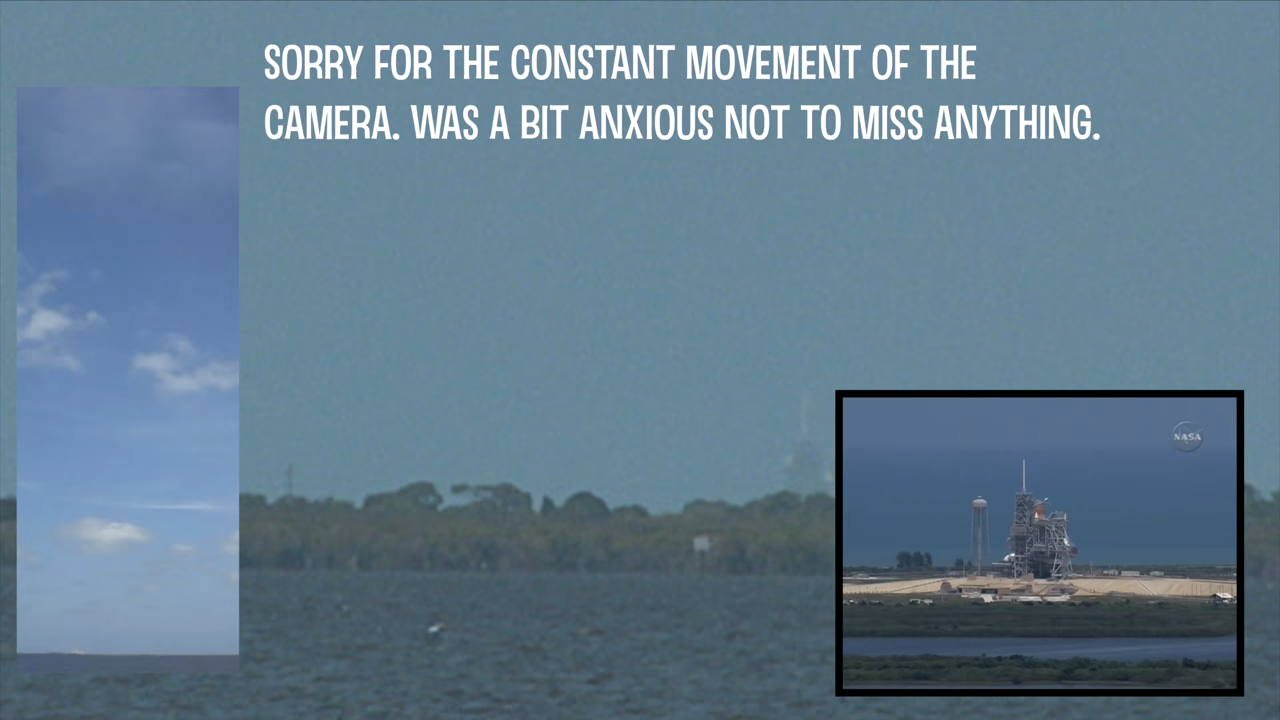 SORRY FOR THE CONSTANT MOVEMENT OF THE
CAMERA. WAS A BIT ANXIOUS NOT TO MISS ANYTHING.
NASA